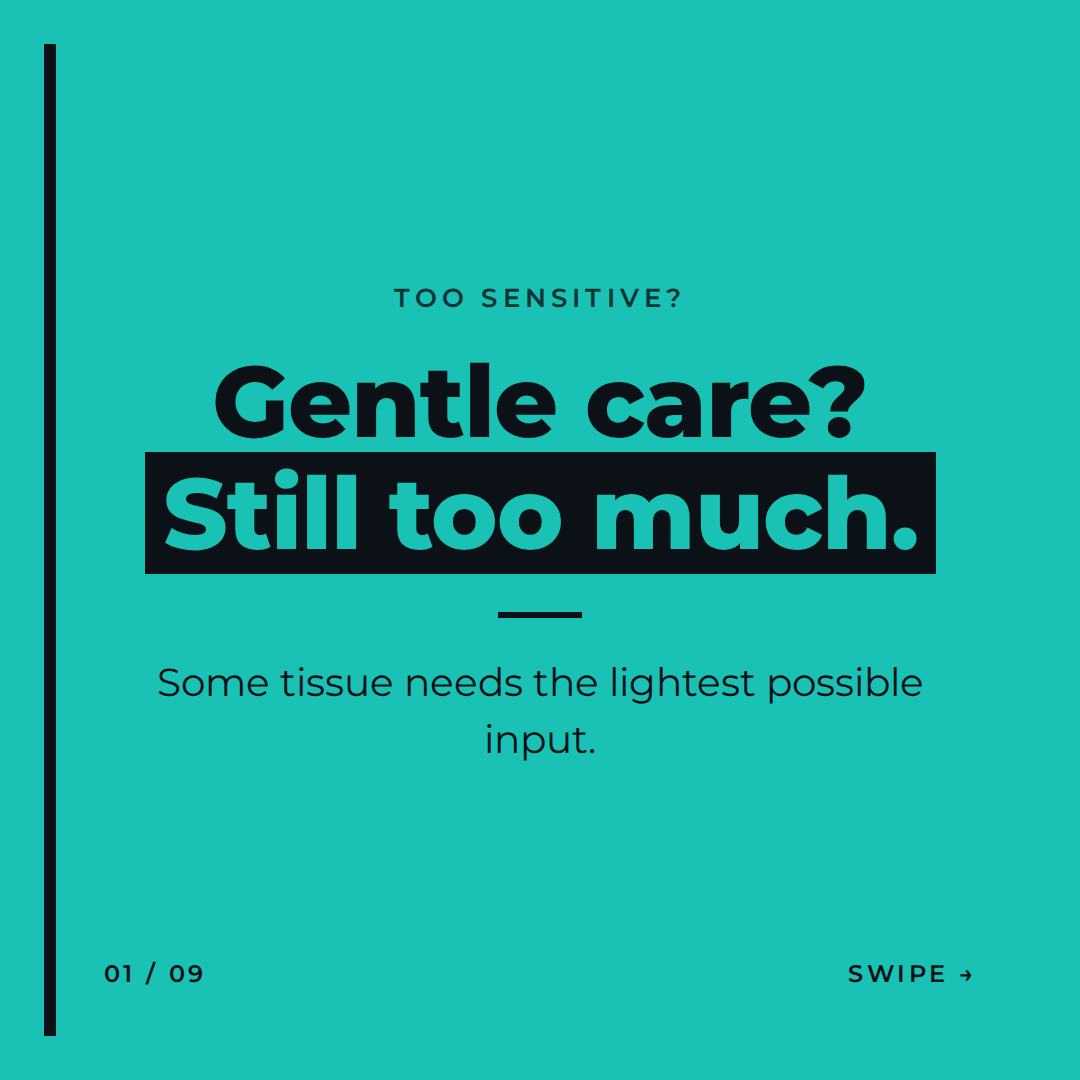 TOO SENSITIVE?
Gentle care?
Still too much.
Some tissue needs the lightest possible
input.
01 / 09
SWIPE →